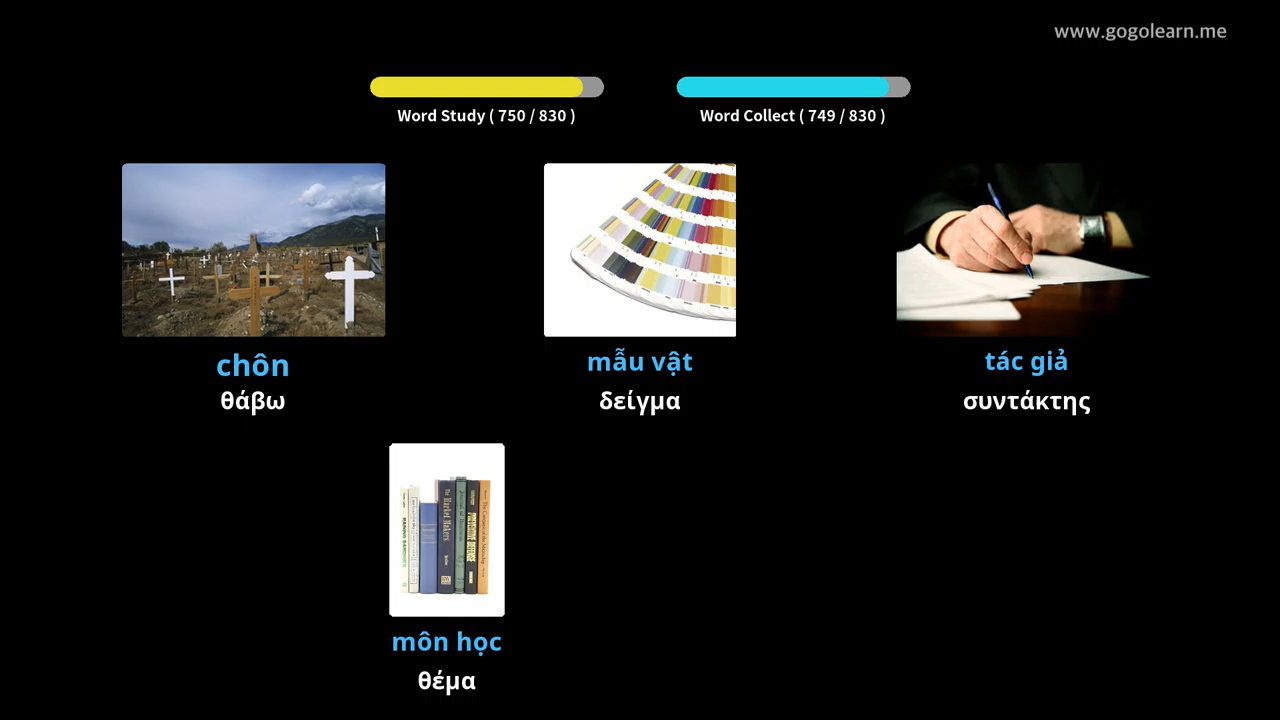 www.gogolearn.me
Word Study ( 750 / 830 )
Word Collect ( 749 / 830 )
chôn
θάβω
mẫu vật
δείγμα
tác giả
συντάκτης
môn học
θέμα